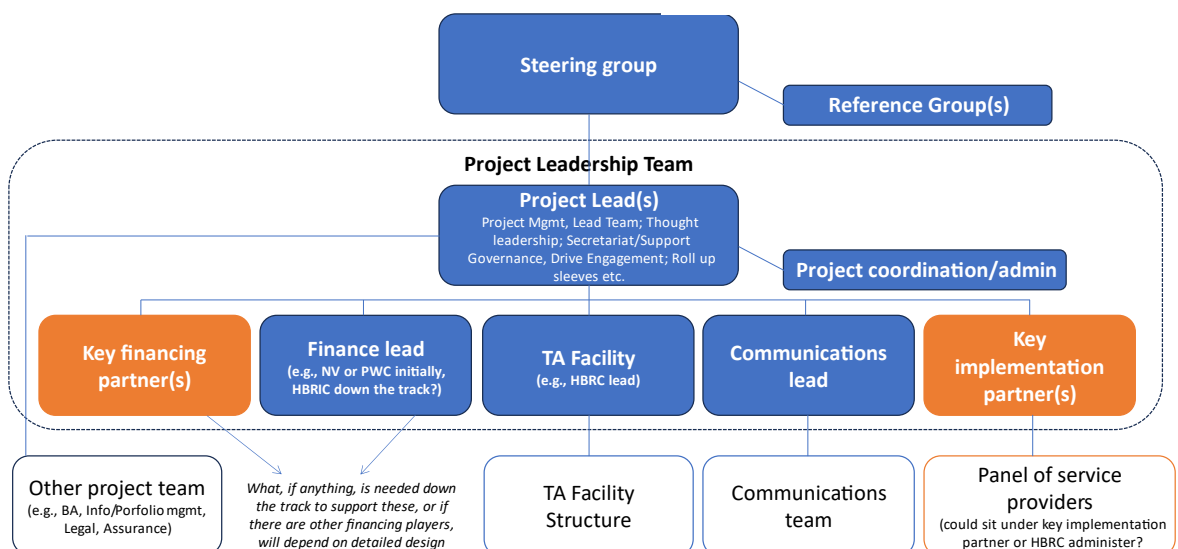 Steering group
Reference Group(s)
Project Leadership Team
Project Lead(s)
Project Mgmt, Lead Team; Thought
leadership; Secretariat/Support
Governance, Drive Engagement; Roll up
sleeves etc.
Project coordination/admin
Key financing
partner(s)
Finance lead
(e.g., NV or PWC initially,
HBRIC down the track?)
TA Facility
(e.g., HBRC lead)
Communications
lead
Key
implementation
partner(s)
Other project team
(e.g., BA, Info/Porfolio mgmt,
Legal, Assurance)
What, if anything, is needed down
the track to support these, or if
there are other financing players,
will depend on detailed design
TA Facility
Structure
Communications
team
Panel of service
providers
(could sit under key implementation
partner or HBRC administer?